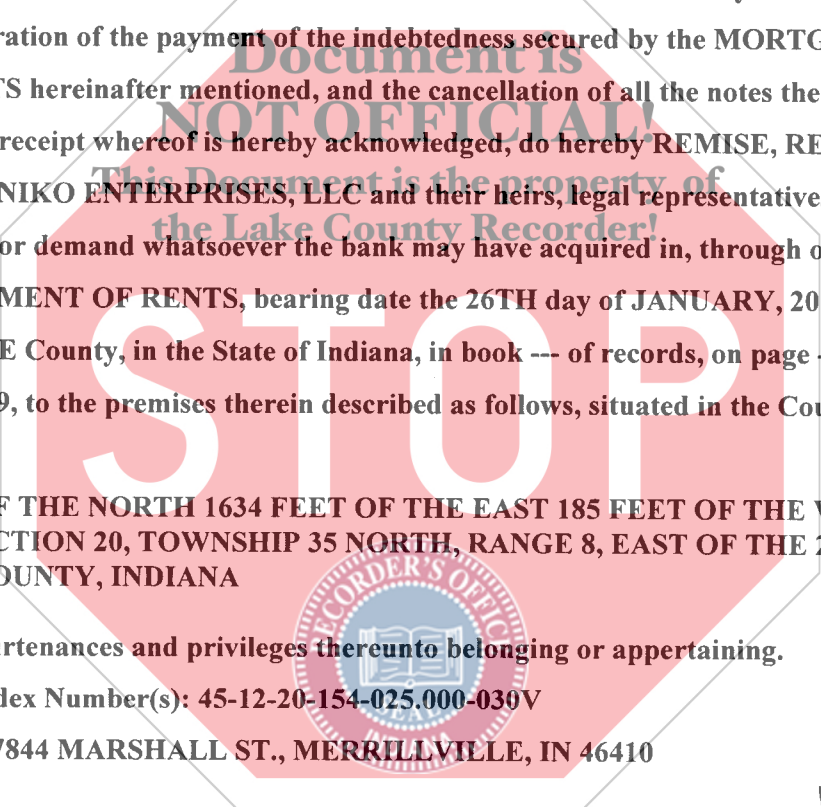 ration of the payment of the indebtedness secured by the MORTG
Document is
TS hereinafter mentioned, and the cancellation of all the notes the
NOT OFFICIAL!
receipt whereof is hereby acknowledged, do hereby REMISE, RE
This Document is the property of
NIKO ENTERPRISES, LLC and their heirs, legal representative
the Lake County Recorder!
or demand whatsoever the bank may have acquired in, through o
MENT OF RENTS, bearing date the 26TH day of JANUARY, 20
E County, in the State of Indiana, in book --- of records, on page -
9, to the premises therein described as follows, situated in the Cou
STOP
F THE NORTH 1634 FEET OF THE EAST 185 FEET OF THE
CTION 20, TOWNSHIP 35 NORTH, RANGE 8, EAST OF THE 2
OUNTY, INDIANA
RECORDER'S OFFICE
rtenances and privileges thereunto belonging or appertaining.
dex Number(s): 45-12-20-154-025.000-030V
SEAL
INDIANA
7844 MARSHALL ST., MERRILLVILLE, IN 46410